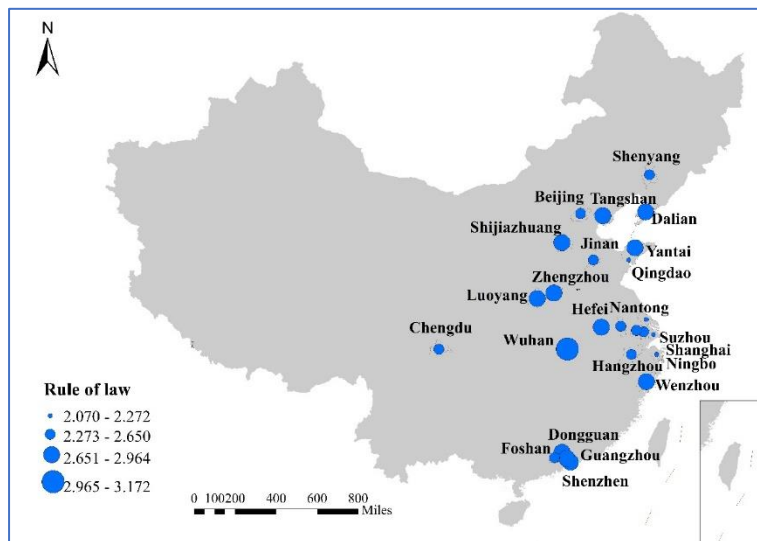 N
Shenyang
Beijing
Tangshan
Dalian
Shijiazhuang
Jinan
Yantai
Qingdao
Zhengzhou
Luoyang
Hefei
Nantong
Chengdu
Wuhan
Suzhou
Shanghai
Hangzhou
Ningbo
Wenzhou
Rule of law
2.070 - 2.272
2.273 - 2.650
2.651 - 2.964
2.965 - 3.172
Dongguan
Foshan
Guangzhou
Shenzhen
0 100200 400 600 800
Miles